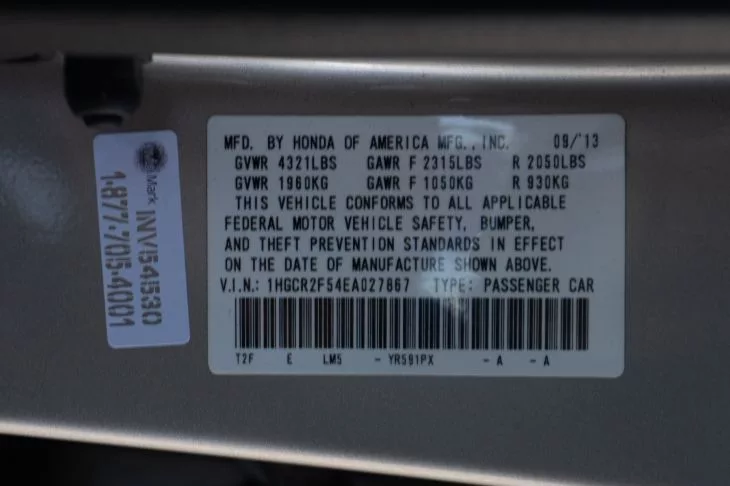 MFD. BY HONDA OF AMERICA MFG., INC. 09/'13
GVWR 4321LBS GAWR F 2315LBS R 2050LBS
GVWR 1960KG GAWR F 1050KG R 930KG
THIS VEHICLE CONFORMS TO ALL APPLICABLE
FEDERAL MOTOR VEHICLE SAFETY, BUMPER,
AND THEFT PREVENTION STANDARDS IN EFFECT
ON THE DATE OF MANUFACTURE SHOWN ABOVE.
V.I.N.: 1HGCR2F54EA027867 TYPE: PASSENGER CAR
T2F E LM5 - YR591PX - A - A
Mark INV541530
1-877-705-4001